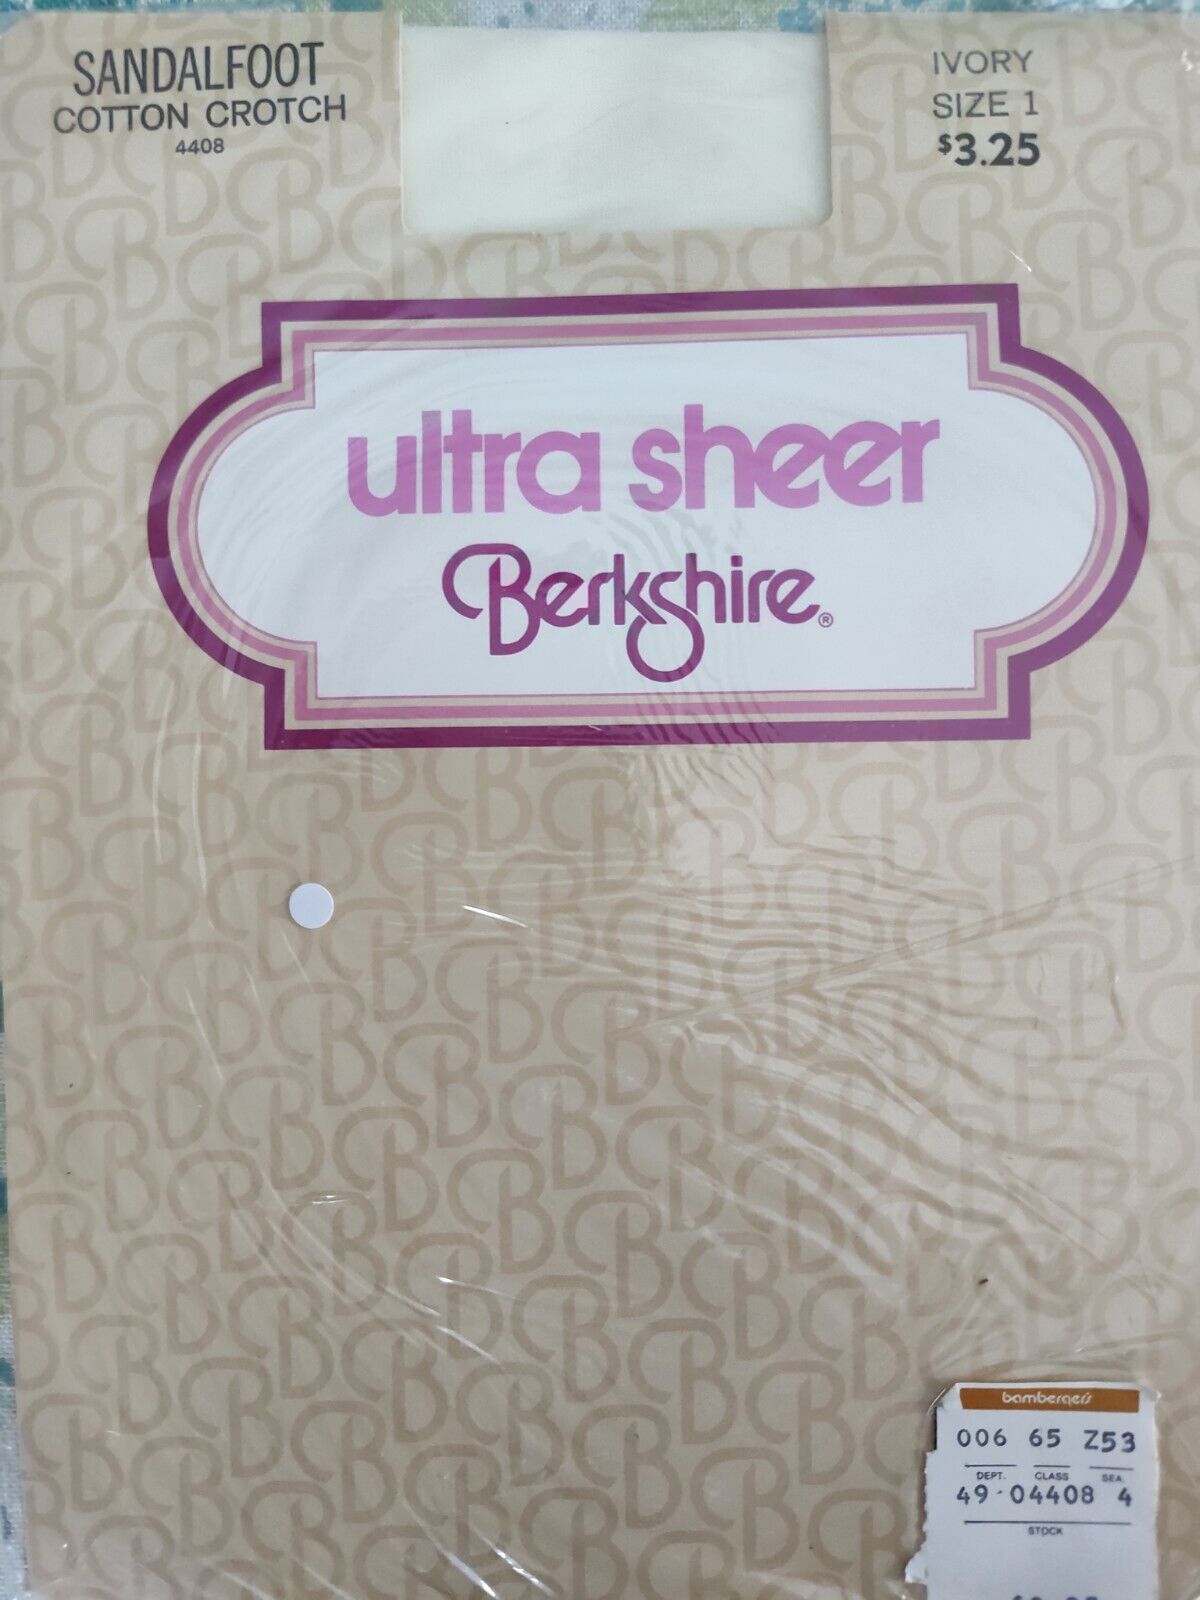 SANDALFOOT
COTTON CROTCH
4408
IVORY
SIZE 1
$3.25
ultra sheer
Berkshire®
bamberger's
006 65 Z53
DEPT. CLASS SEA.
49-04408 4
STOCK